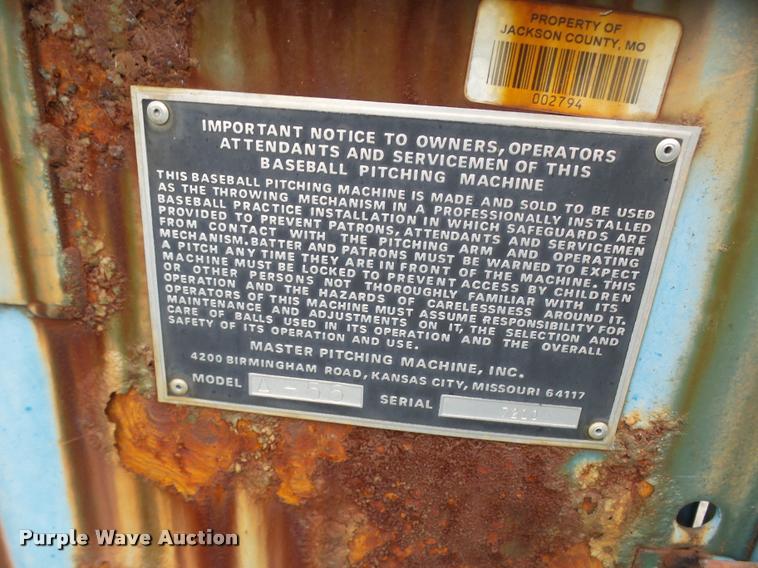 PROPERTY OF
JACKSON COUNTY, MO
002794
IMPORTANT NOTICE TO OWNERS, OPERATORS
ATTENDANTS AND SERVICEMEN OF THIS
BASEBALL PITCHING MACHINE
THIS BASEBALL PITCHING MACHINE IS MADE AND SOLD TO BE USED
AS THE THROWING MECHANISM IN A PROFESSIONALLY INSTALLED
BASEBALL PRACTICE INSTALLATION IN WHICH SAFEGUARDS ARE
PROVIDED TO PREVENT PATRONS, ATTENDANTS AND SERVICEMEN
FROM CONTACT WITH THE PITCHING ARM AND OPERATING
MECHANISM. BATTER AND PATRONS MUST BE WARNED TO EXPECT
A PITCH ANY TIME THEY ARE IN FRONT OF THE MACHINE. THIS
MACHINE MUST BE LOCKED TO PREVENT ACCESS BY CHILDREN
OR OTHER PERSONS NOT THOROUGHLY FAMILIAR WITH ITS
OPERATION AND THE HAZARDS OF CARELESSNESS AROUND IT.
OPERATORS OF THIS MACHINE MUST ASSUME RESPONSIBILITY FOR
MAINTENANCE AND ADJUSTMENTS ON IT, THE SELECTION AND
CARE OF BALLS USED IN ITS OPERATION AND THE OVERALL
SAFETY OF ITS OPERATION AND USE.
MASTER PITCHING MACHINE, INC.
4200 BIRMINGHAM ROAD, KANSAS CITY, MISSOURI 64117
MODEL SERIAL
Purple Wave Auction